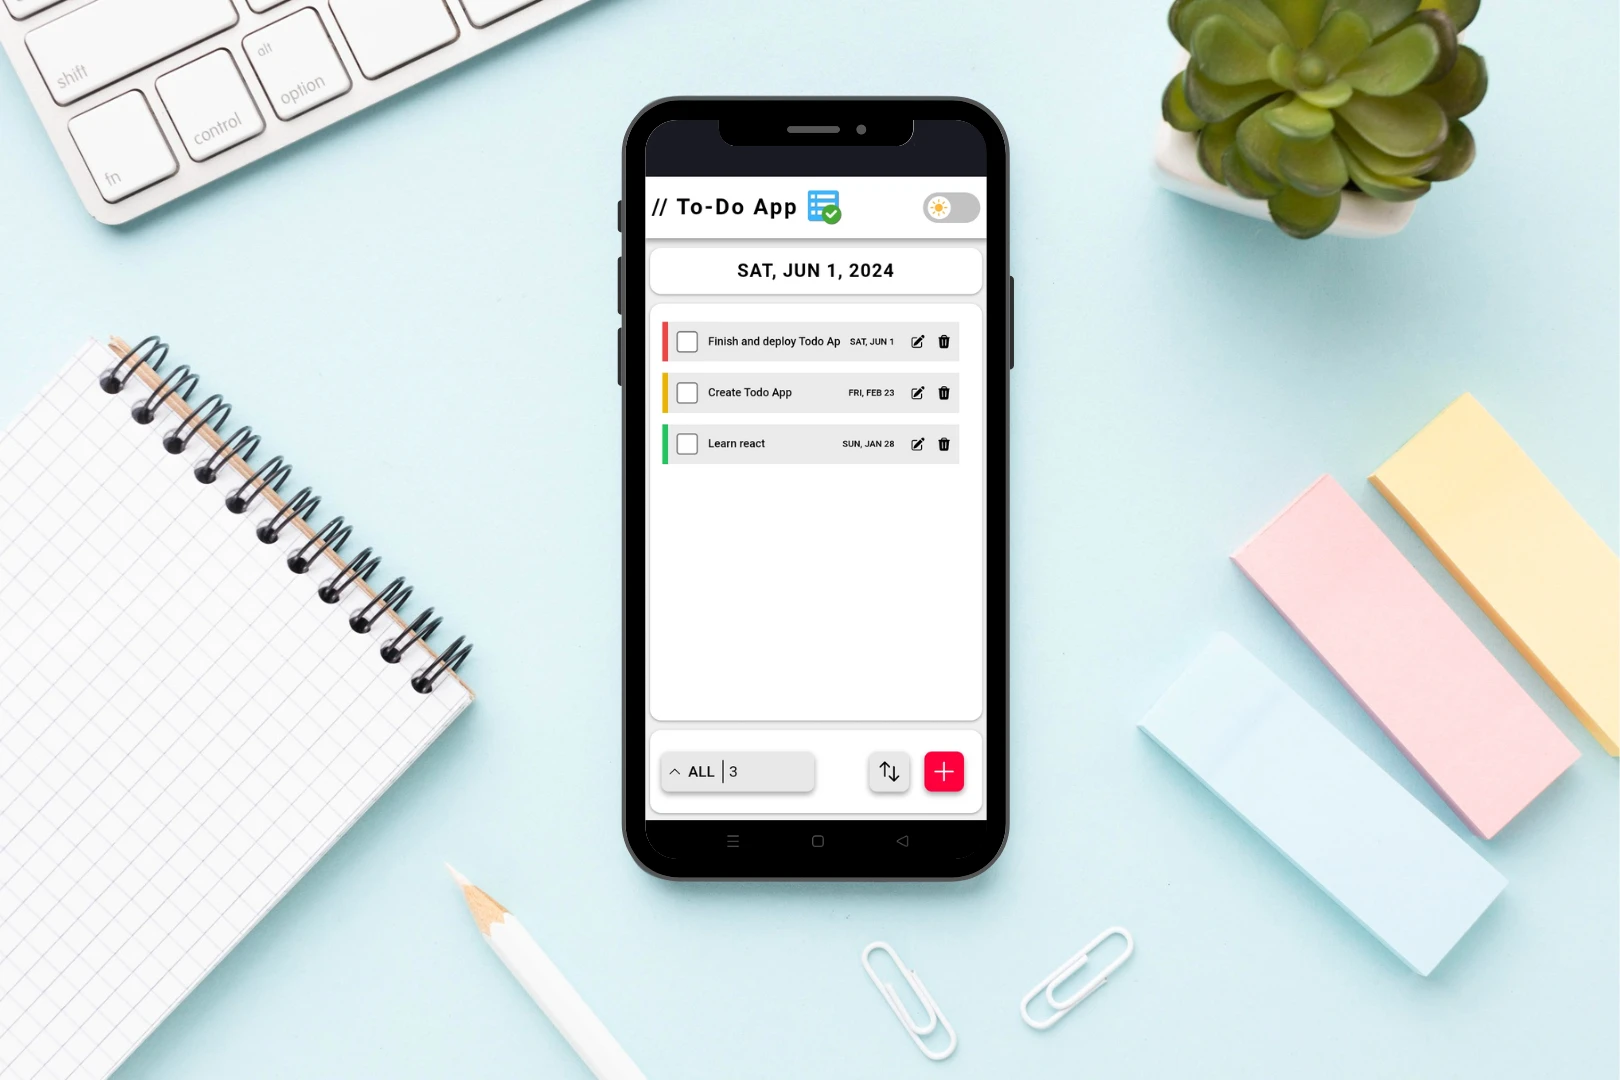 shift
alt
option
control
fn
// To-Do App
SAT, JUN 1, 2024
Finish and deploy Todo Ap SAT, JUN 1
Create Todo App FRI, FEB 23
Learn react SUN, JAN 28
ALL | 3